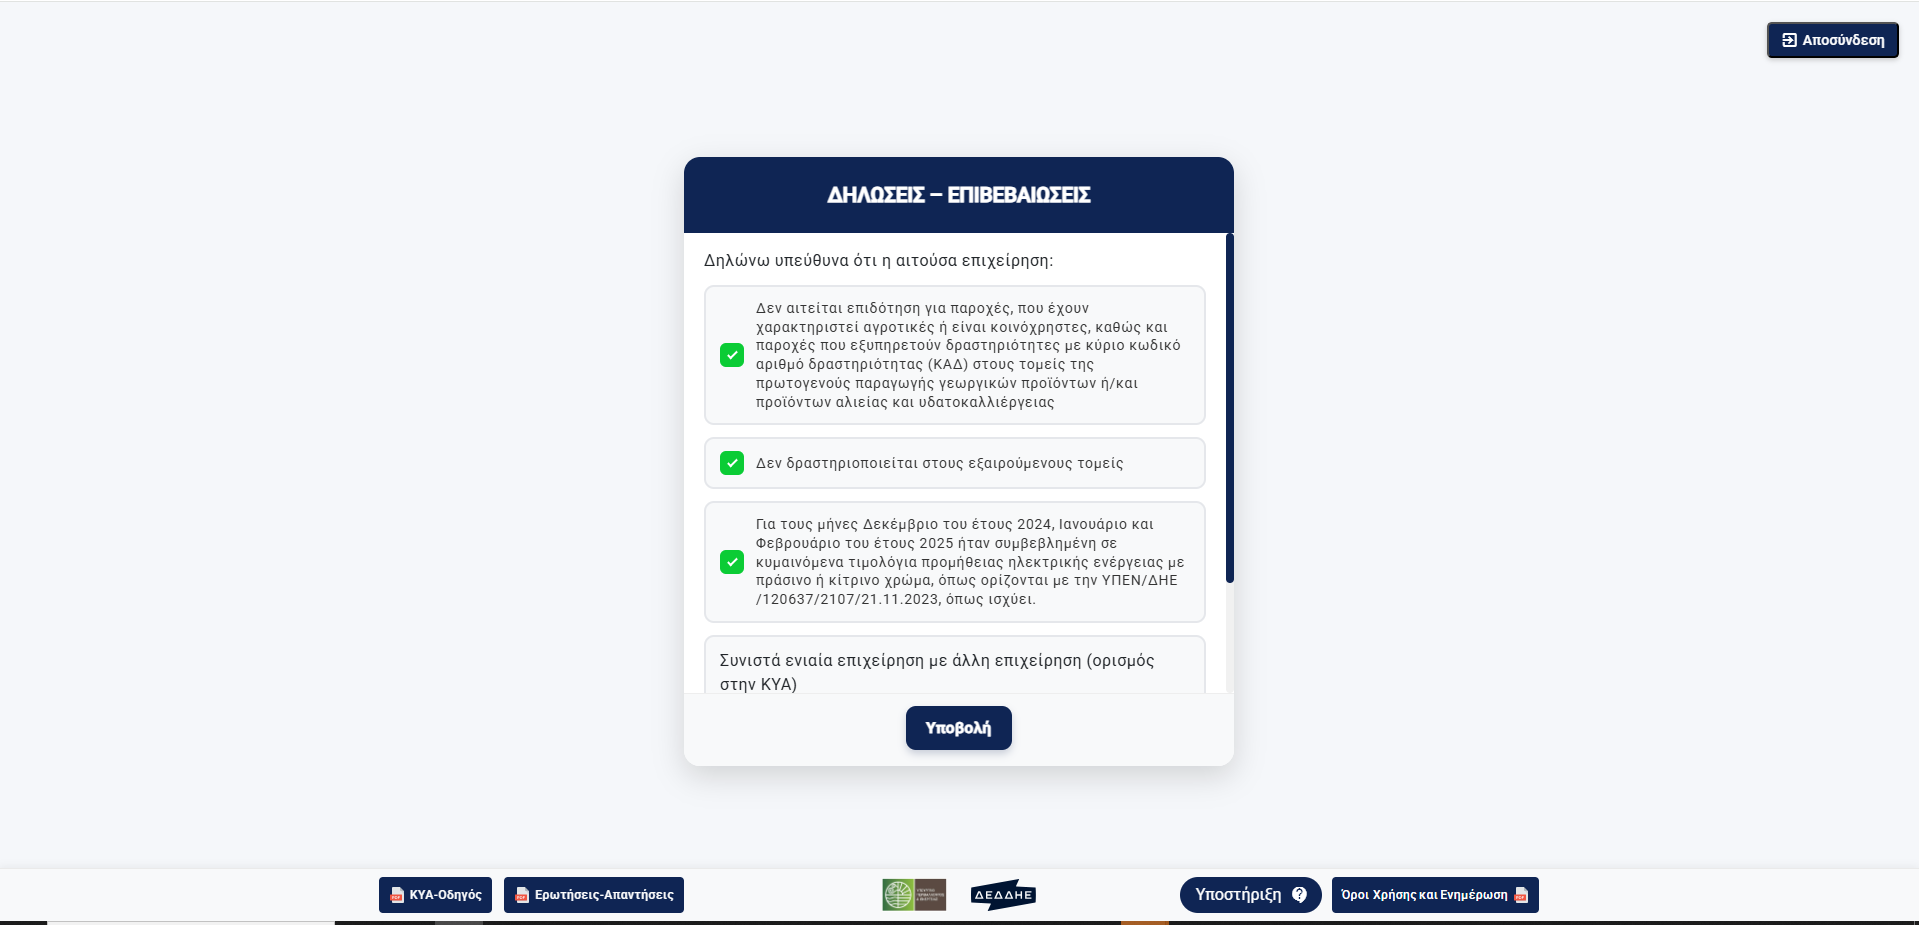 Αποσύνδεση
ΔΗΛΩΣΕΙΣ – ΕΠΙΒΕΒΑΙΩΣΕΙΣ
Δηλώνω υπεύθυνα ότι η αιτούσα επιχείρηση:
Δεν αιτείται επιδότηση για παροχές, που έχουν
χαρακτηριστεί αγροτικές ή είναι κοινόχρηστες, καθώς και
παροχές που εξυπηρετούν δραστηριότητες με κύριο κωδικό
αριθμό δραστηριότητας (ΚΑΔ) στους τομείς της
πρωτογενούς παραγωγής γεωργικών προϊόντων ή/και
προϊόντων αλιείας και υδατοκαλλιέργειας
Δεν δραστηριοποιείται στους εξαιρούμενους τομείς
Για τους μήνες Δεκέμβριο του έτους 2024, Ιανουάριο και
Φεβρουάριο του έτους 2025 ήταν συμβεβλημένη σε
κυμαινόμενα τιμολόγια προμήθειας ηλεκτρικής ενέργειας με
πράσινο ή κίτρινο χρώμα, όπως ορίζονται με την ΥΠΕΝ/ΔΗΕ
/120637/2107/21.11.2023, όπως ισχύει.
Συνιστά ενιαία επιχείρηση με άλλη επιχείρηση (ορισμός
στην ΚΥΑ)
Υποβολή
ΚΥΑ-Οδηγός
Ερωτήσεις-Απαντήσεις
ΔΕΔΔΗΕ
Υποστήριξη
Όροι Χρήσης και Ενημέρωση